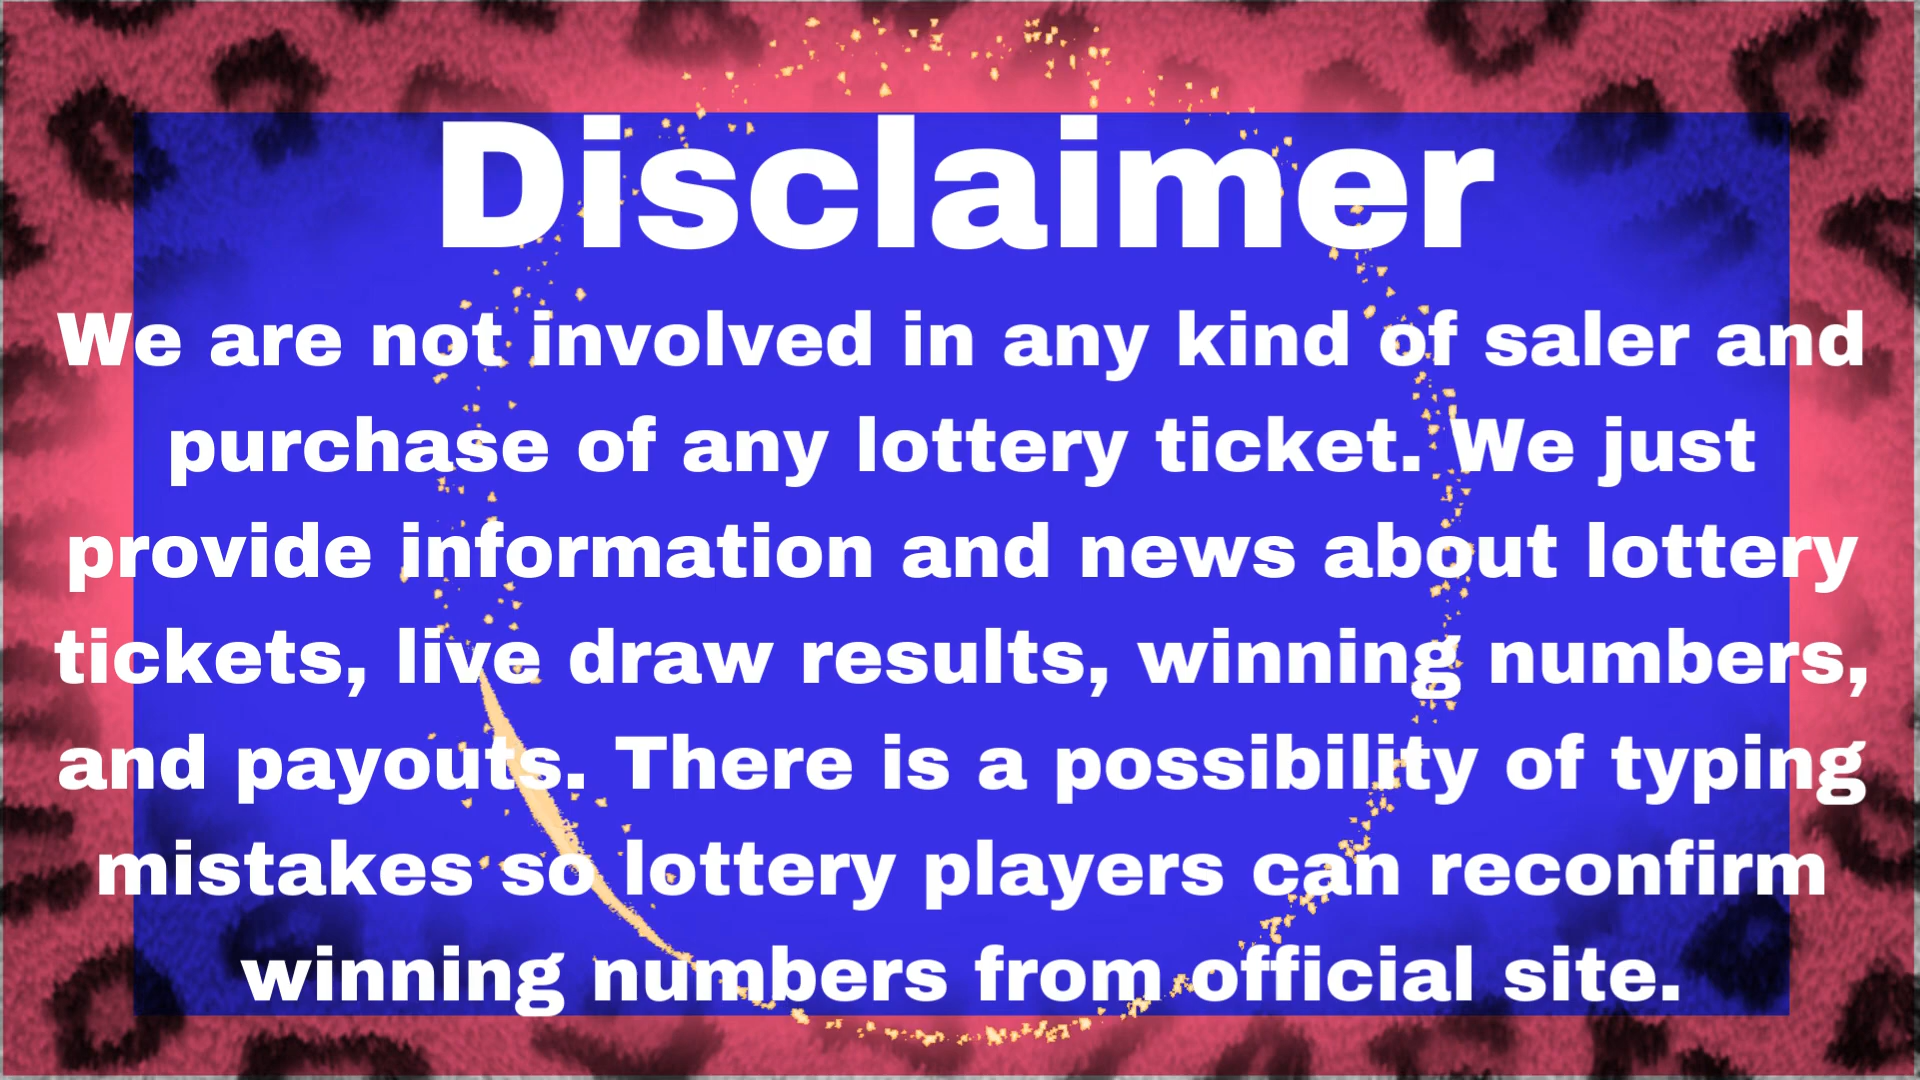 Disclaimer
We are not involved in any kind of saler and
purchase of any lottery ticket. We just
provide information and news about lottery
tickets, live draw results, winning numbers,
and payouts. There is a possibility of typing
mistakes so lottery players can reconfirm
winning numbers from official site.